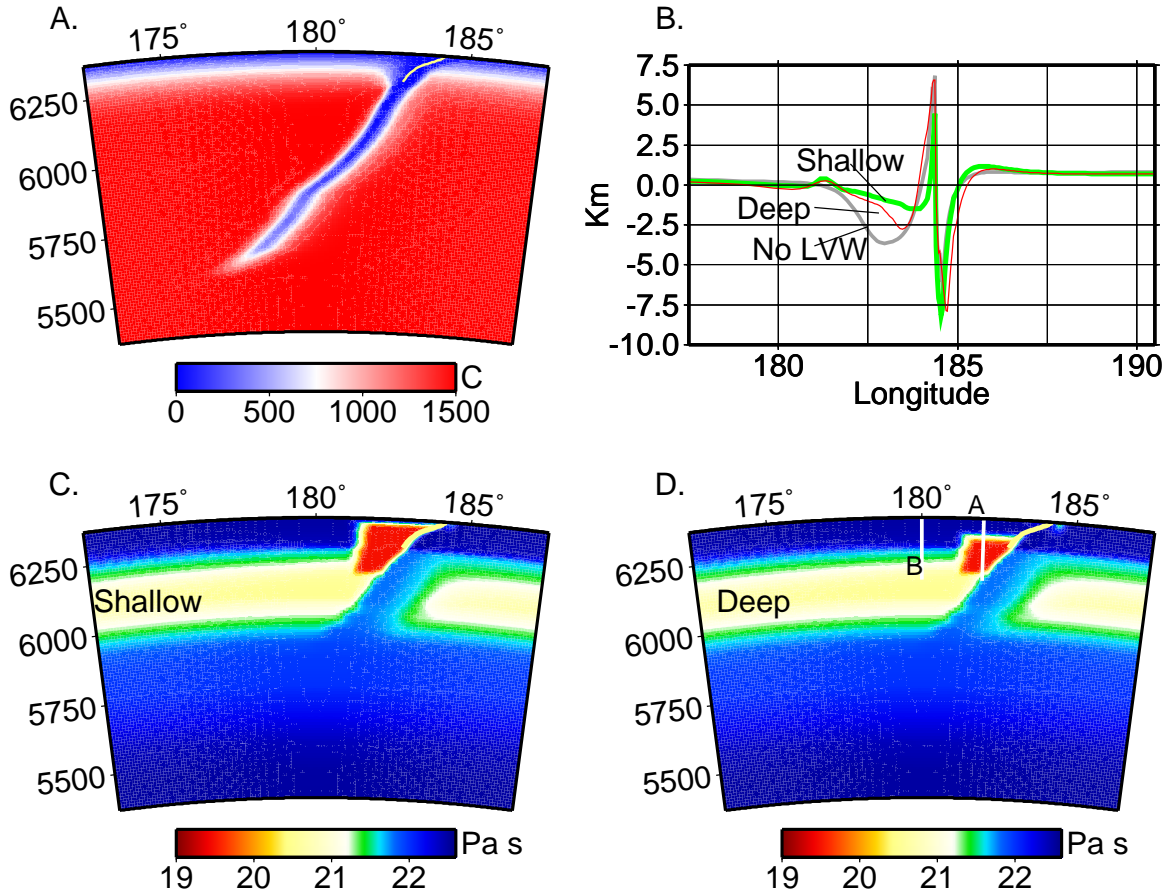 A.
175° 180° 185°
6250
6000
5750
5500
C
0 500 1000 1500
B.
7.5
5.0
2.5
0.0
-2.5
-5.0
-7.5
-10.0
Km
Shallow
Deep
No LVW
180 185 190
Longitude
C.
175° 180° 185°
6250
6000
5750
5500
Shallow
Pa s
19 20 21 22
D.
175° 180° 185°
A
B
6250
6000
5750
5500
Deep
Pa s
19 20 21 22